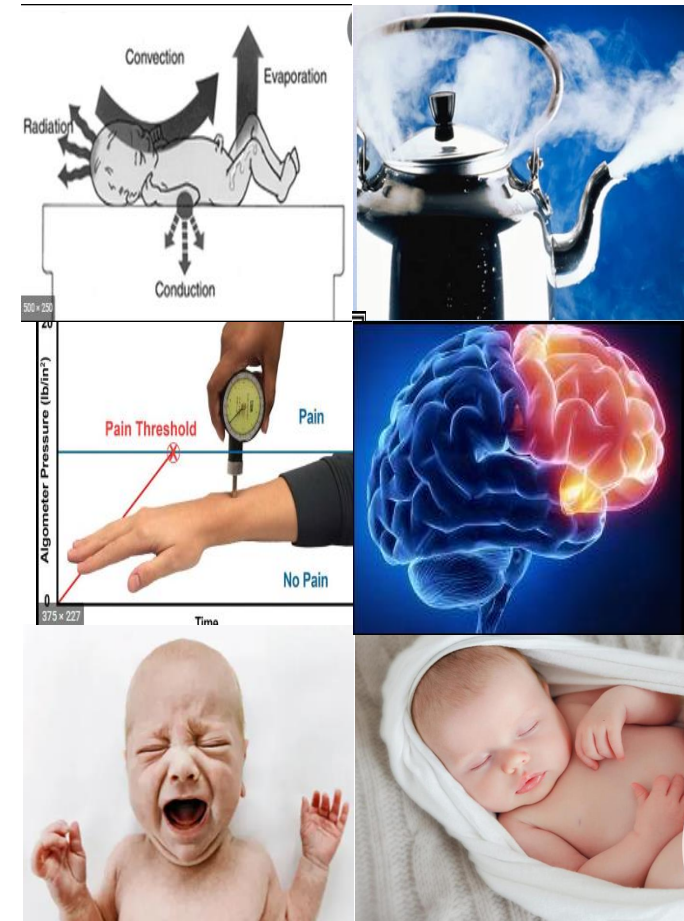 Convection
Evaporation
Radiation
Conduction
500 × 250
20
Algometer Pressure (lb/in²)
Pain Threshold
Pain
No Pain
0
375 × 227
Time